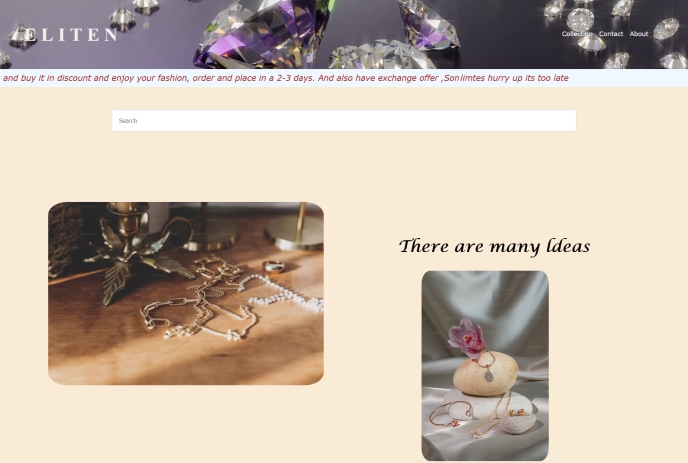 ELITEN
Collection Contact About
and buy it in discount and enjoy your fashion, order and place in a 2-3 days. And also have exchange offer ,Sonlimtes hurry up its too late
Search
There are many ldeas